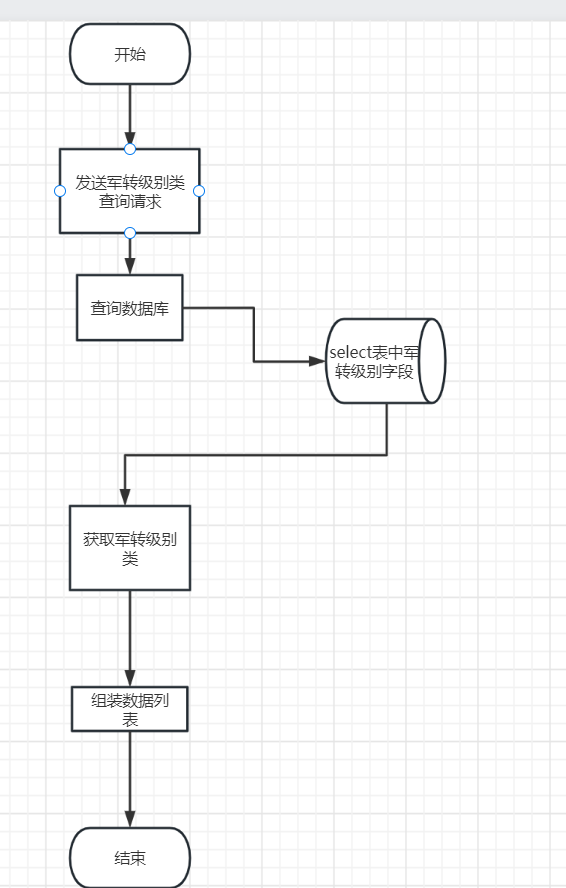 开始
发送军转级别类
查询请求
查询数据库
select表中军
转级别字段
获取军转级别
类
组装数据列
表
结束